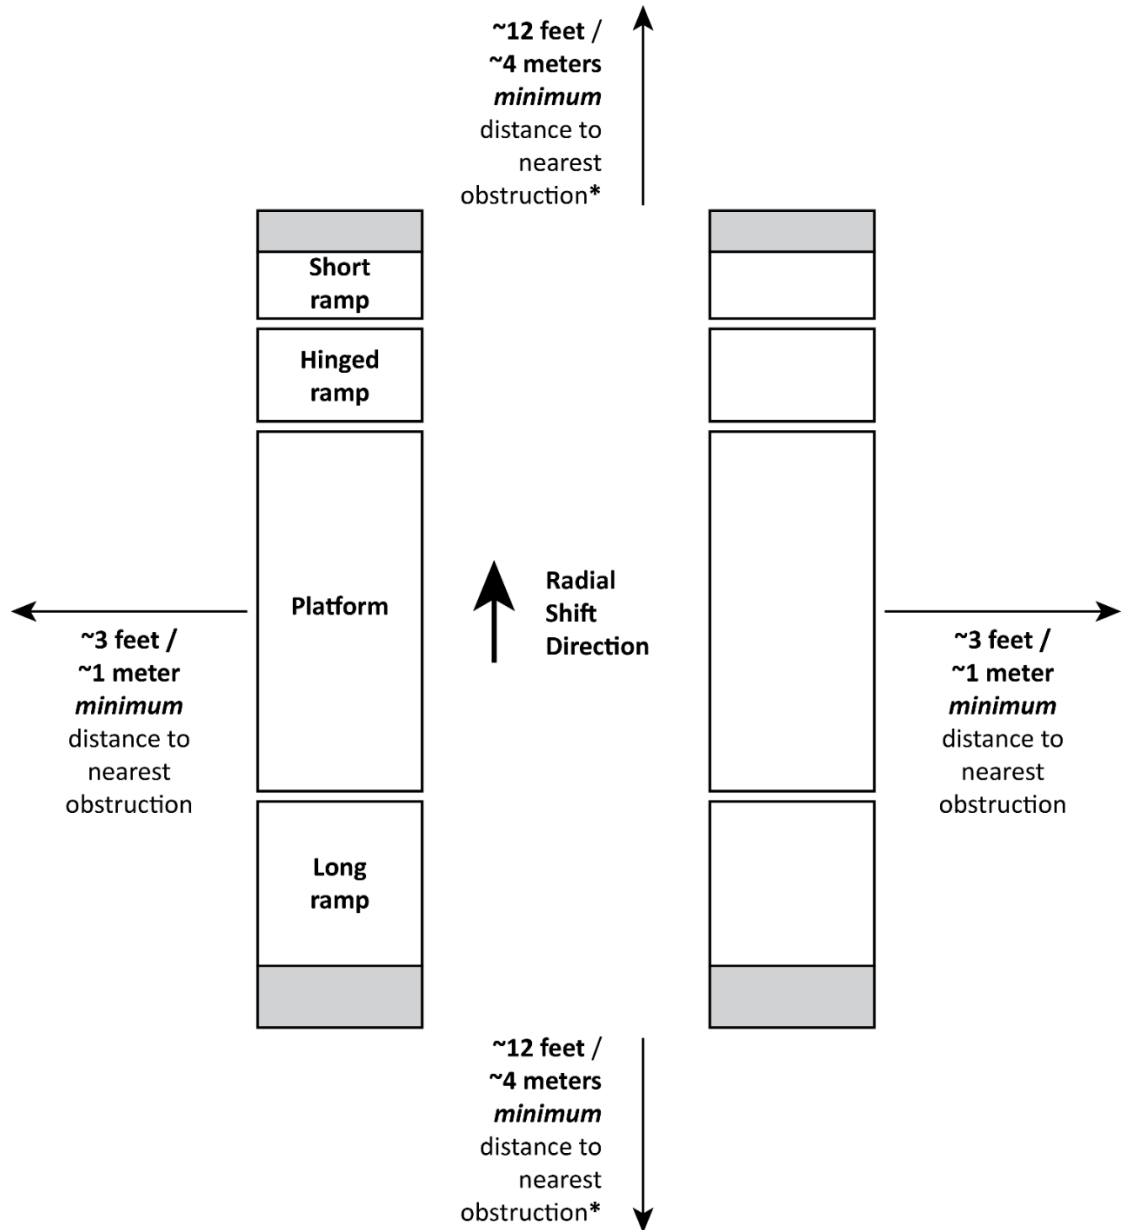 ~12 feet /
~4 meters
minimum
distance to
nearest
obstruction*
Short
ramp
Hinged
ramp
Platform
Radial
Shift
Direction
~3 feet /
~1 meter
minimum
distance to
nearest
obstruction
~3 feet /
~1 meter
minimum
distance to
nearest
obstruction
Long
ramp
~12 feet /
~4 meters
minimum
distance to
nearest
obstruction*